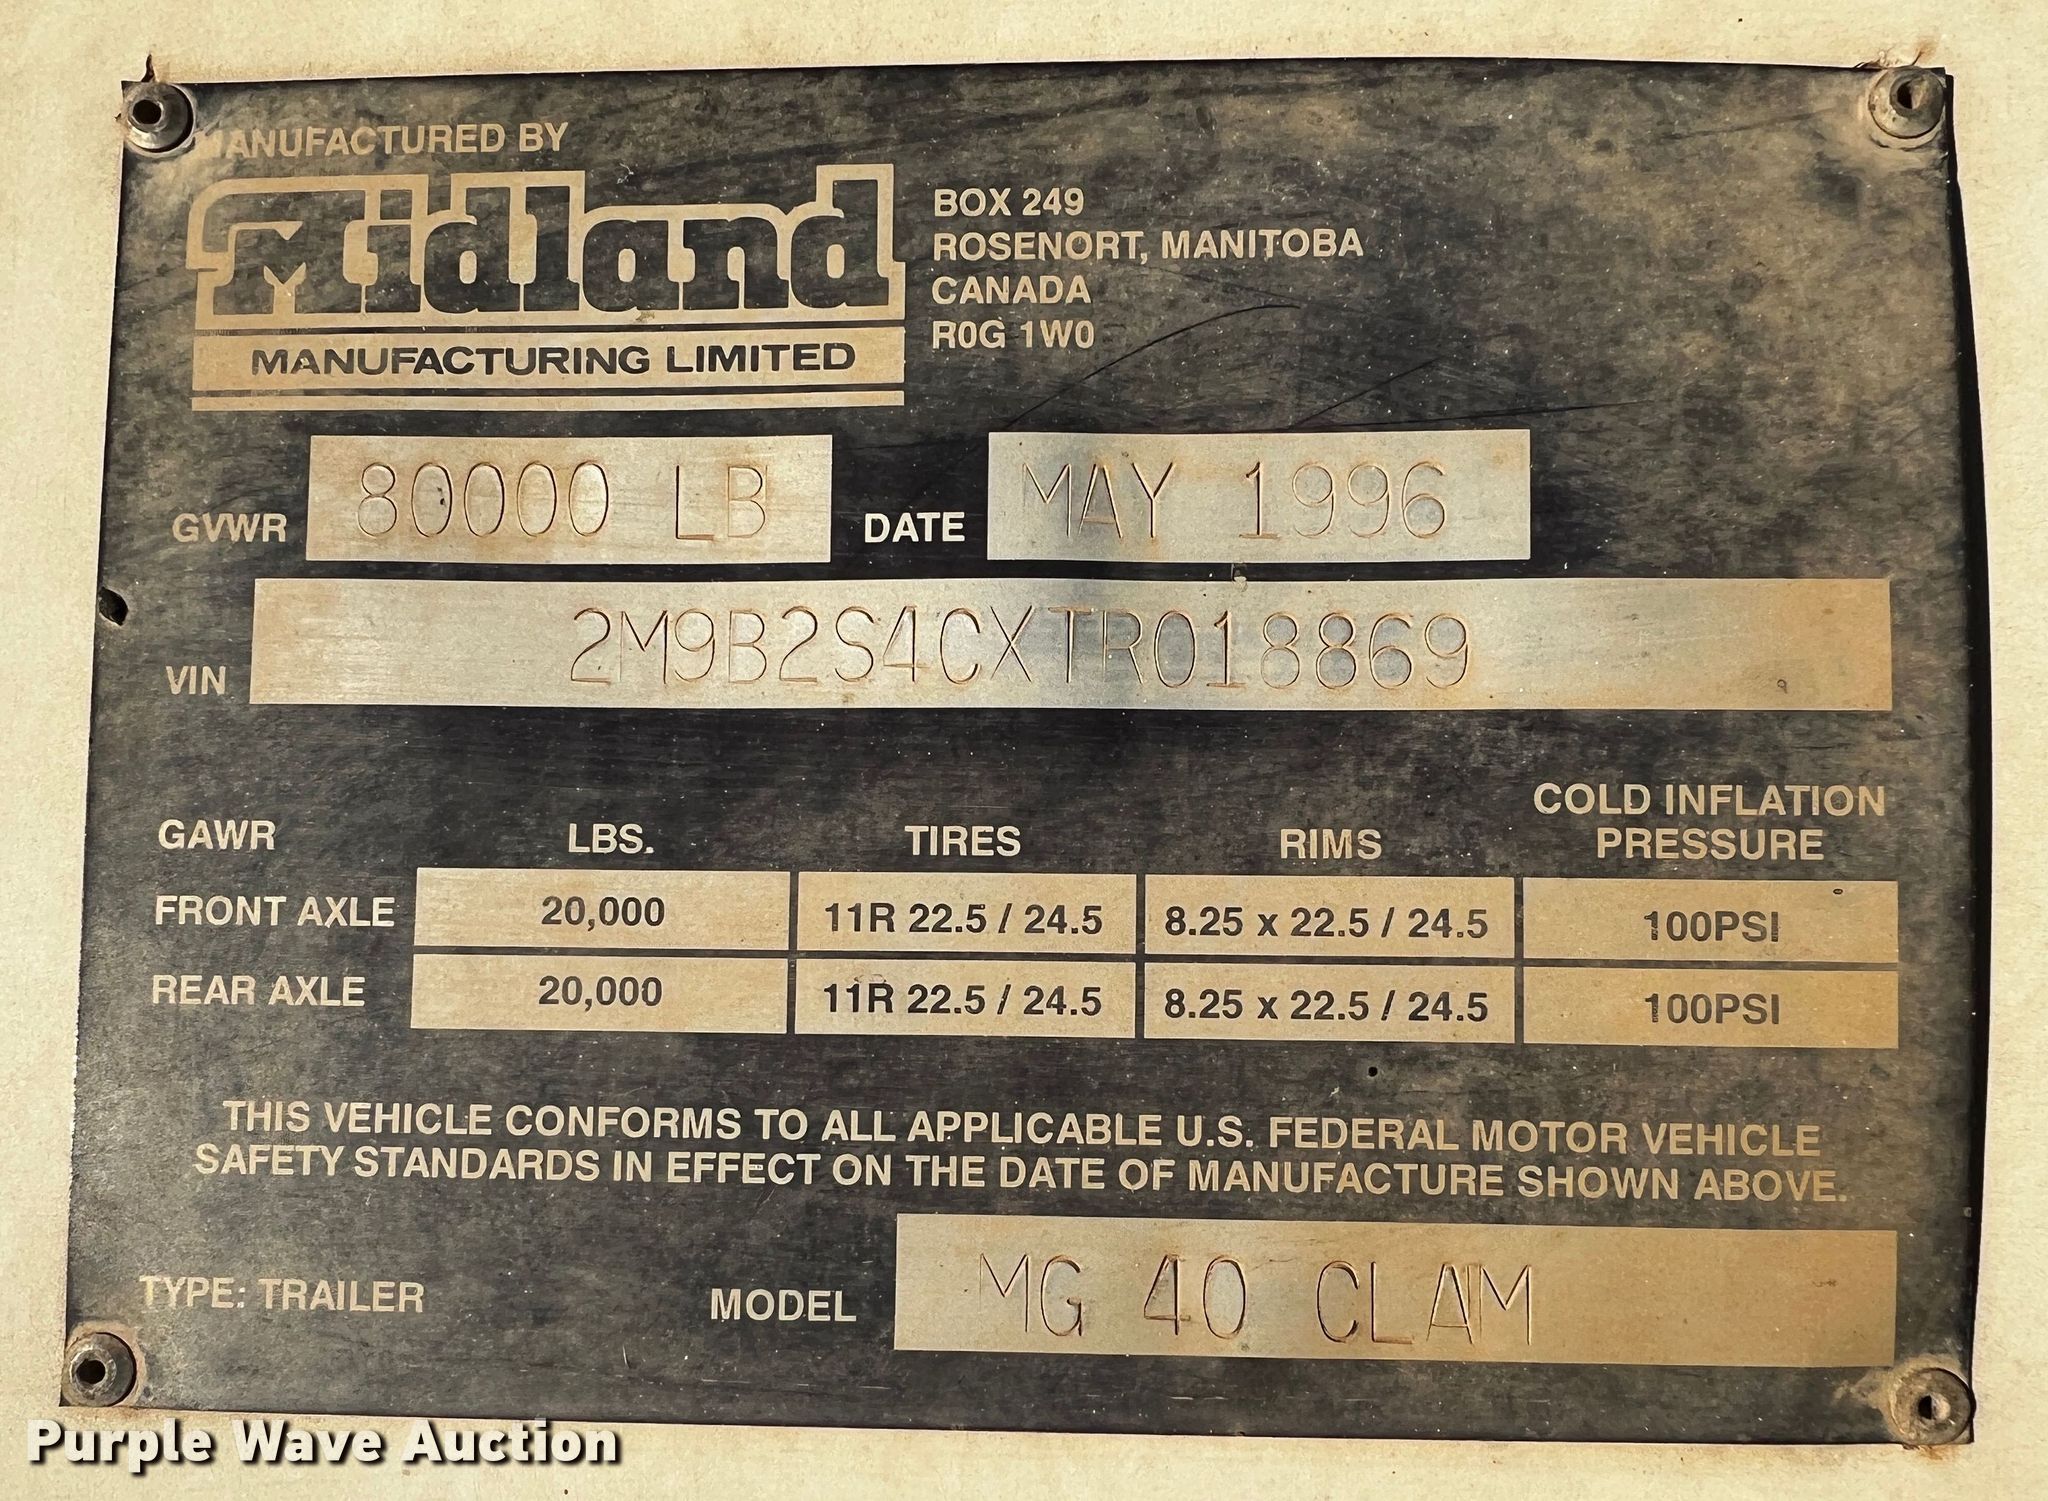 MANUFACTURED BY
Midland
MANUFACTURING LIMITED
BOX 249
ROSENORT, MANITOBA
CANADA
R0G 1W0
GVWR 80000 LB DATE MAY 1996
VIN 2M9B2S4CXTR018869
GAWR LBS. TIRES RIMS COLD INFLATION
PRESSURE
FRONT AXLE 20,000 11R 22.5 / 24.5 8.25 x 22.5 / 24.5 100PSI
REAR AXLE 20,000 11R 22.5 / 24.5 8.25 x 22.5 / 24.5 100PSI
THIS VEHICLE CONFORMS TO ALL APPLICABLE U.S. FEDERAL MOTOR VEHICLE
SAFETY STANDARDS IN EFFECT ON THE DATE OF MANUFACTURE SHOWN ABOVE.
TYPE: TRAILER MODEL MG 40 CLAM
Purple Wave Auction